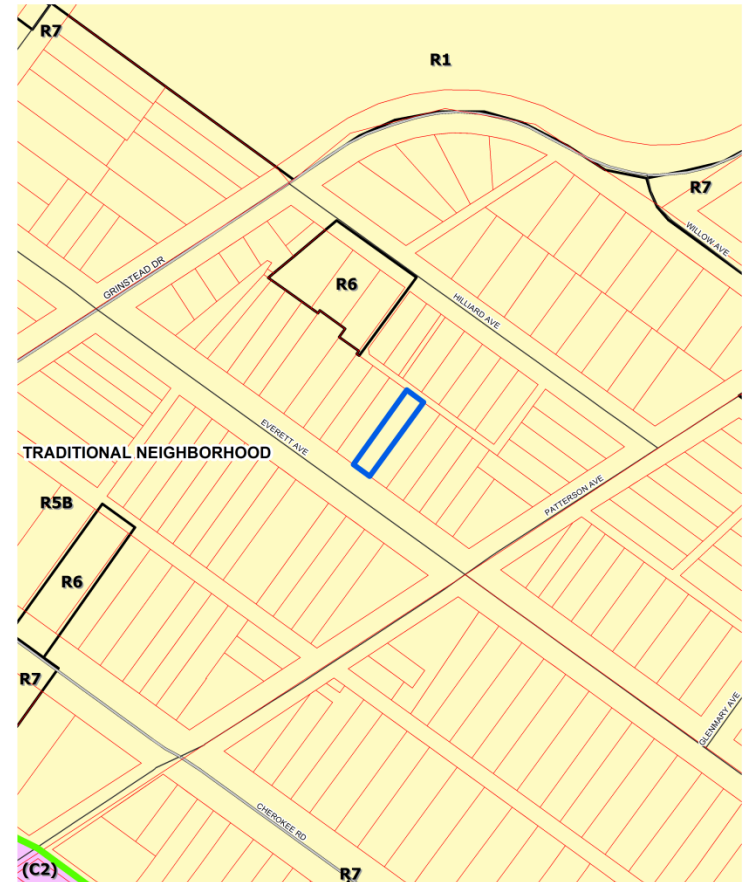 R7
R1
R7
WILLOW AVE
GRINSTEAD DR
R6
HILLIARD AVE
EVERETT AVE
TRADITIONAL NEIGHBORHOOD
PATTERSON AVE
R5B
R6
R7
GLENMARY AVE
CHEROKEE RD
(C2)
R7